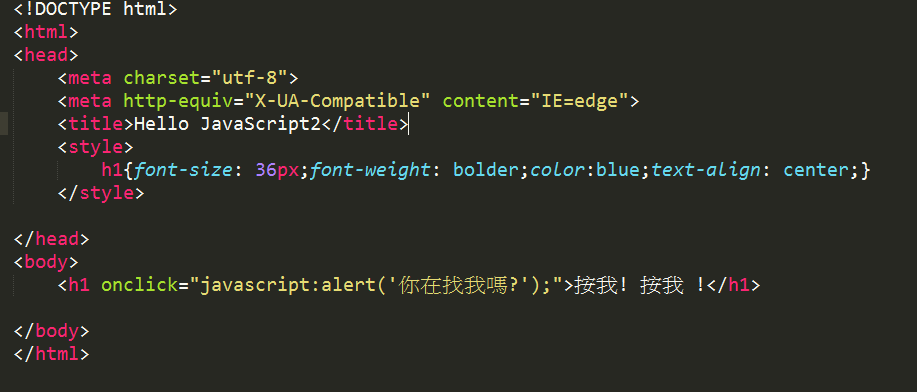 <!DOCTYPE html>
<html>
<head>
    <meta charset="utf-8">
    <meta http-equiv="X-UA-Compatible" content="IE=edge">
    <title>Hello JavaScript2</title>
    <style>
        h1{font-size: 36px;font-weight: bolder;color:blue;text-align: center;}
    </style>
</head>
<body>
    <h1 onclick="javascript:alert('你在找我嗎?');">按我! 按我 !</h1>
</body>
</html>